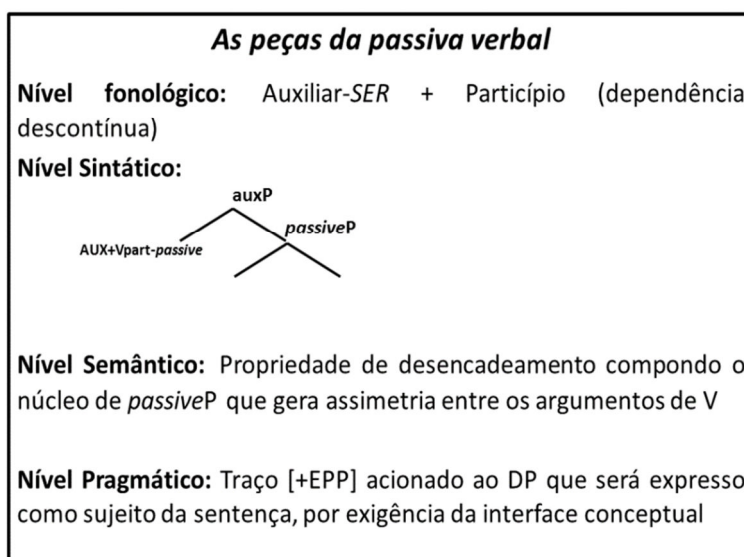 As peças da passiva verbal
Nível fonológico: Auxiliar-SER + Particípio (dependência
descontínua)
Nível Sintático:
auxP
passiveP
AUX+Vpart-passive
Nível Semântico: Propriedade de desencadeamento compondo o
núcleo de passiveP que gera assimetria entre os argumentos de V
Nível Pragmático: Traço [+EPP] acionado ao DP que será expresso
como sujeito da sentença, por exigência da interface conceptual